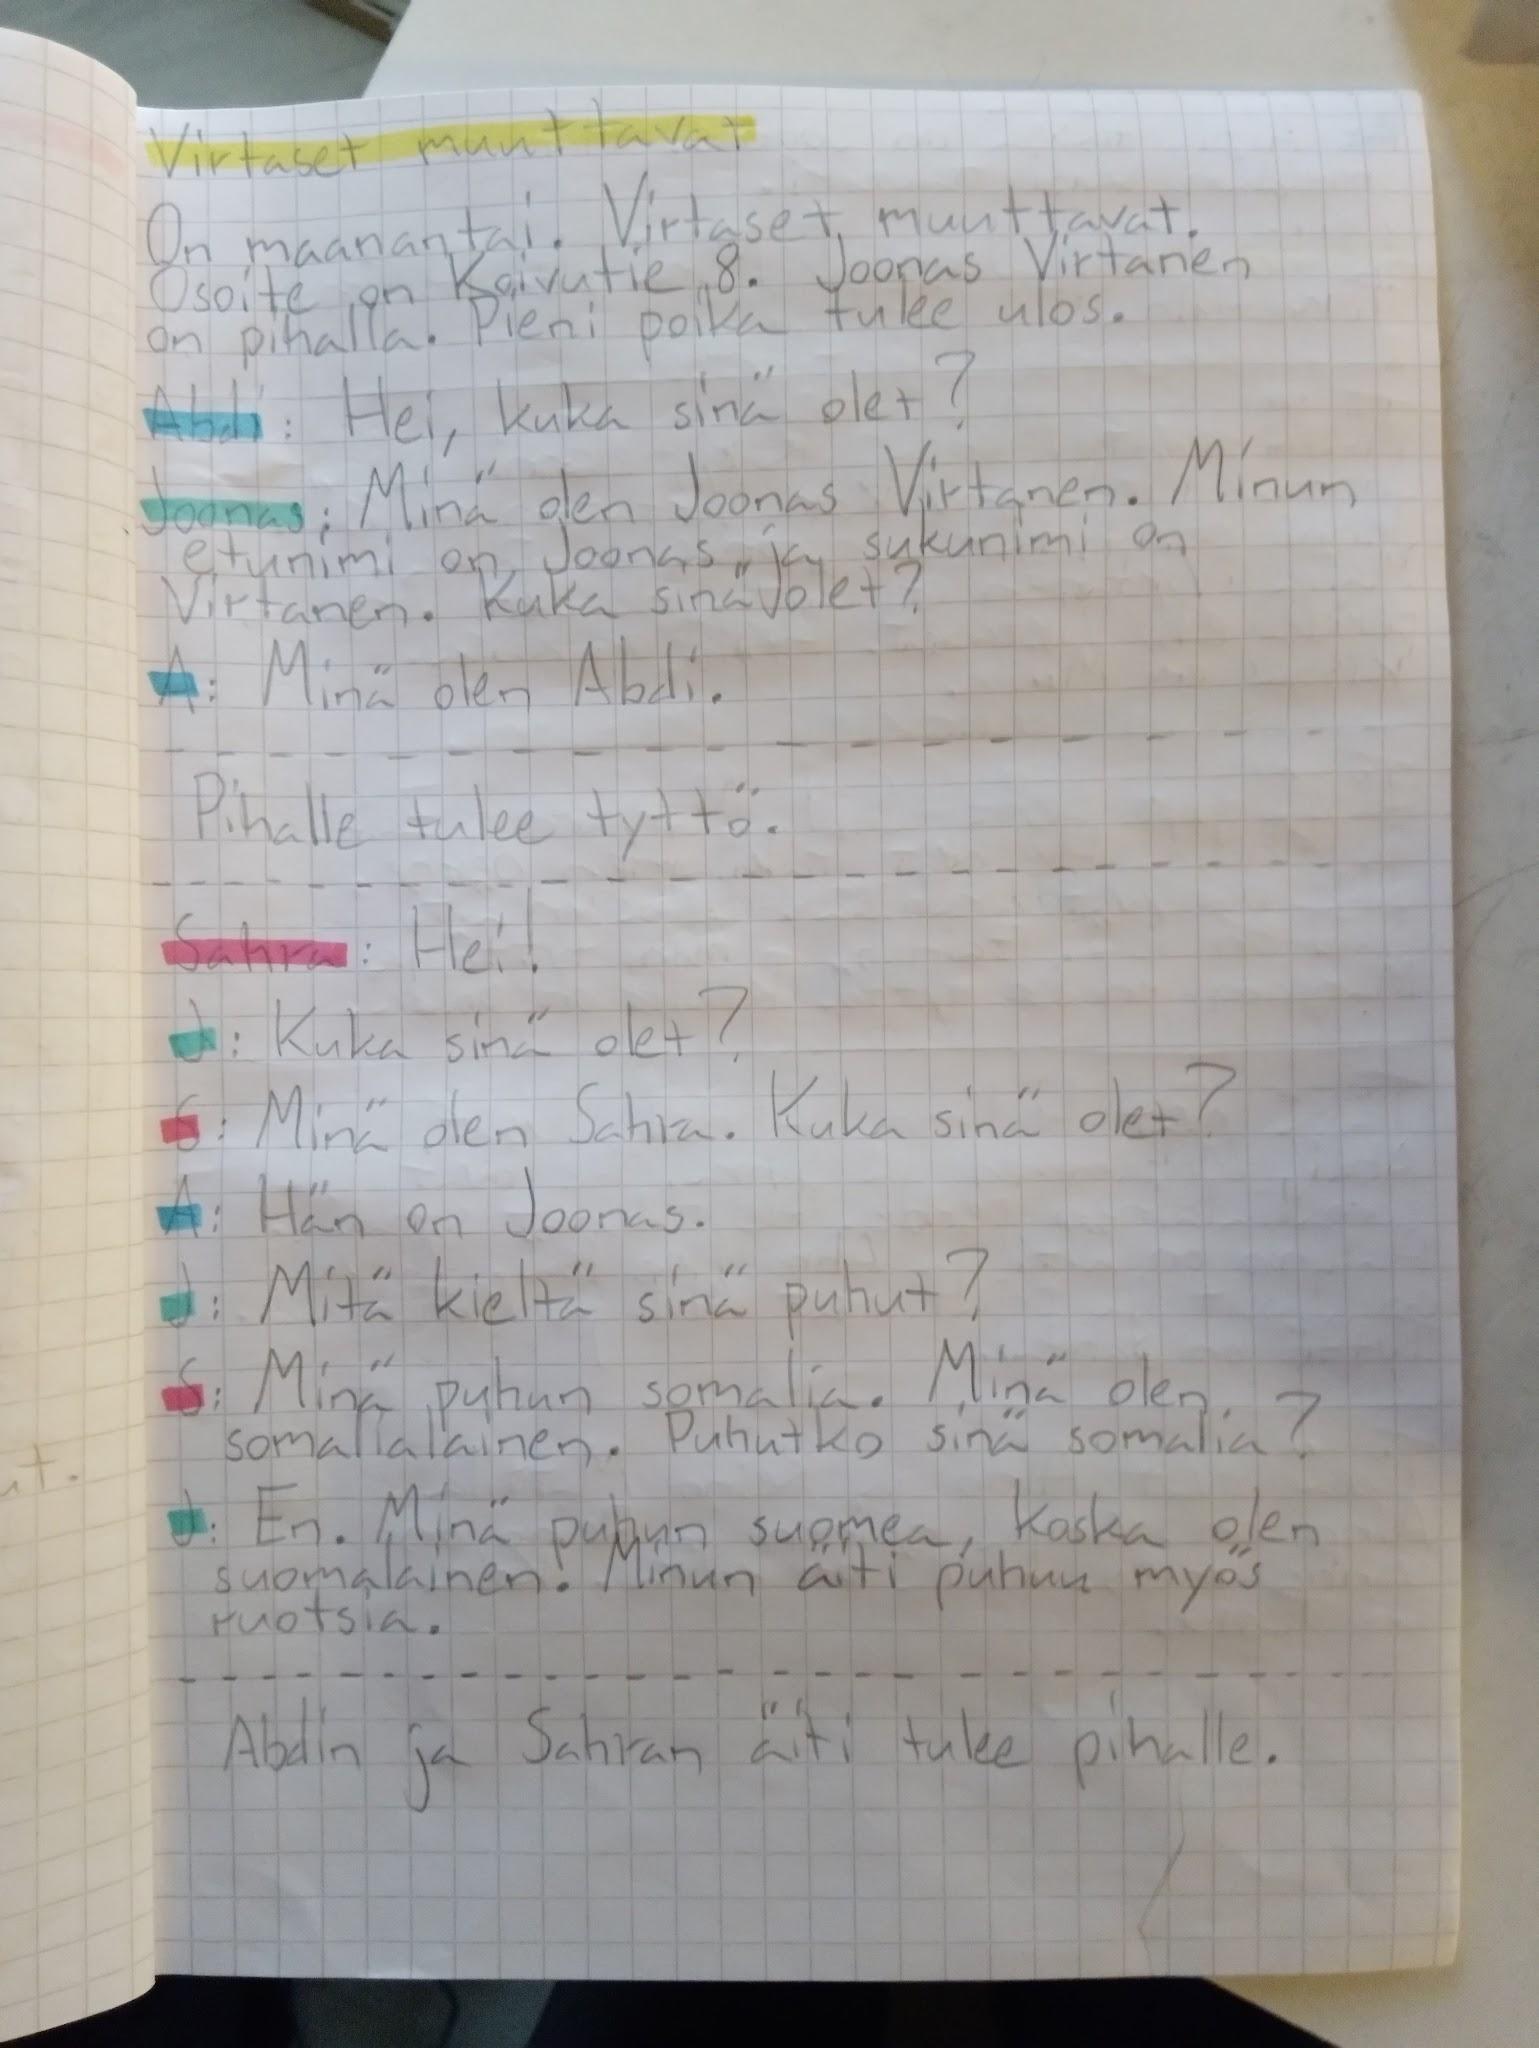 Virtaset muuttavat
On maanantai. Virtaset muuttavat.
Osoite on Koivutie 8. Joonas Virtanen
on pihalla. Pieni poika tulee ulos.
Abdi: Hei, kuka sinä olet?
Joonas: Minä olen Joonas Virtanen. Minun
etunimi on Joonas ja sukunimi on
Virtanen. Kuka sinä olet?
A: Minä olen Abdi.
Pihalle tulee tyttö.
Sahra: Hei!
J: Kuka sinä olet?
S: Minä olen Sahra. Kuka sinä olet?
A: Hän on Joonas.
J: Mitä kieltä sinä puhut?
S: Minä puhun somalia. Minä olen
somalialainen. Puhutko sinä somalia?
J: En. Minä puhun suomea, koska olen
suomalainen. Minun äiti puhuu myös
ruotsia.
Abdin ja Sahran äiti tulee pihalle.
ut.